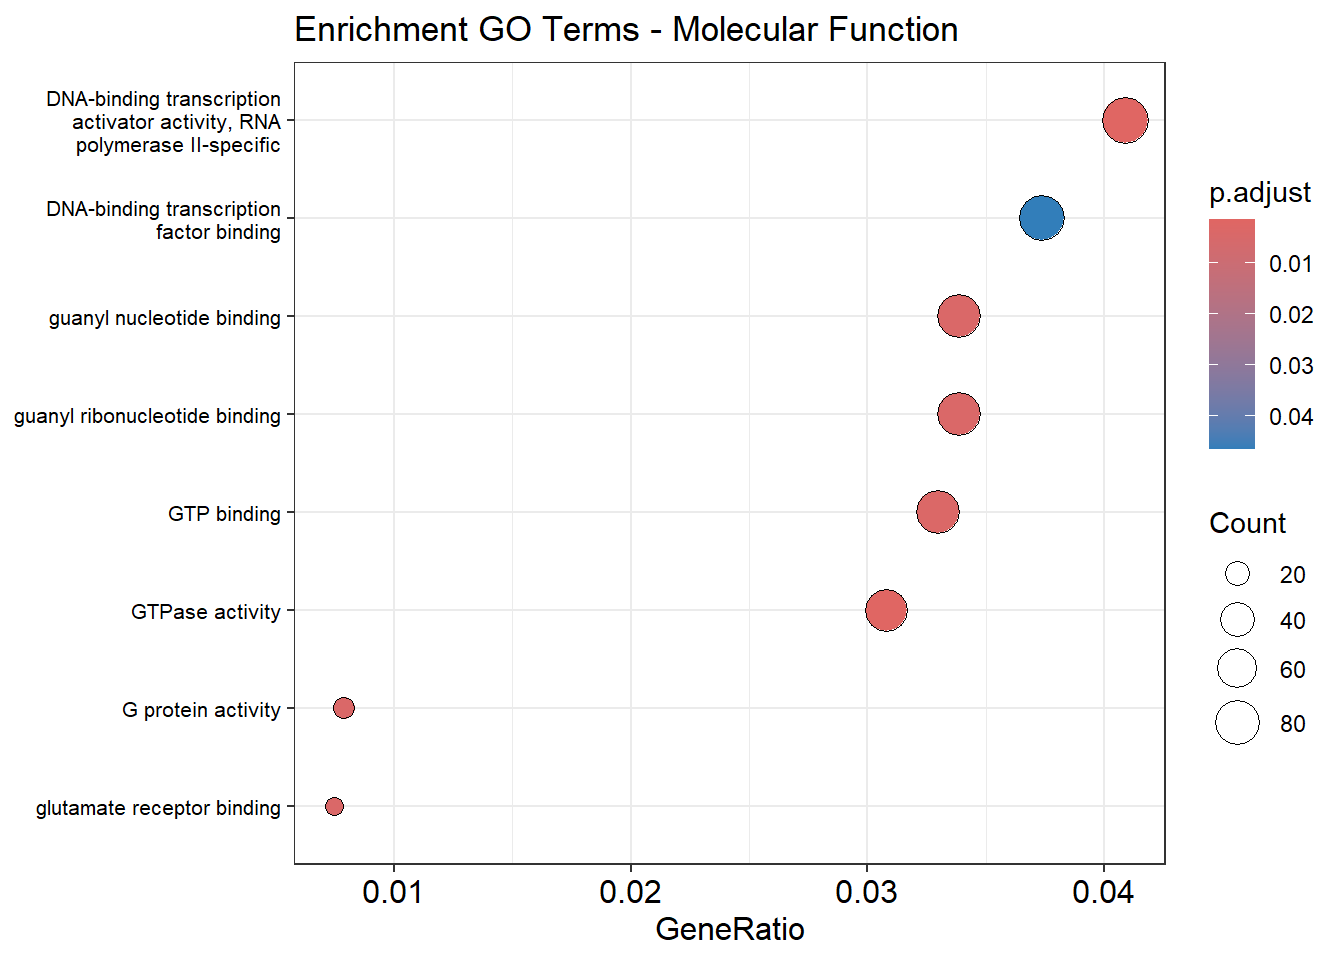 Enrichment GO Terms - Molecular Function
DNA-binding transcription
activator activity, RNA
polymerase II-specific
DNA-binding transcription
factor binding
guanyl nucleotide binding
guanyl ribonucleotide binding
GTP binding
GTPase activity
G protein activity
glutamate receptor binding
0.01
0.02
0.03
0.04
GeneRatio
p.adjust
0.01
0.02
0.03
0.04
Count
20
40
60
80